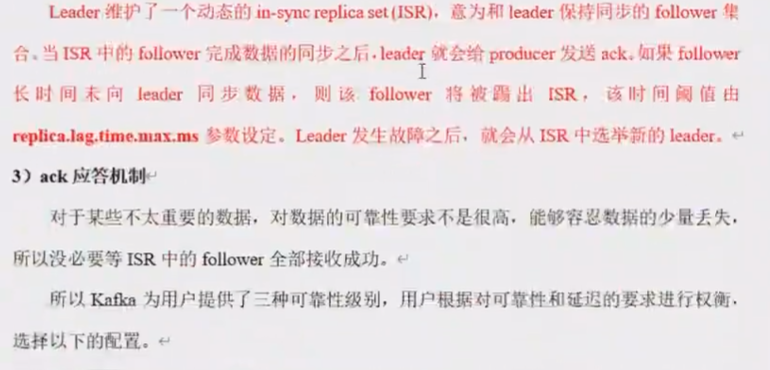 Leader 维护了一个动态的 in-sync replica set (ISR)，意为和 leader 保持同步的 follower 集
合。当 ISR 中的 follower 完成数据的同步之后，leader 就会给 producer 发送 ack。如果 follower
长时间未向 leader 同步数据，则该 follower 将被踢出 ISR，该时间阈值由
replica.lag.time.max.ms 参数设定。Leader 发生故障之后，就会从 ISR 中选举新的 leader。
3）ack 应答机制
对于某些不太重要的数据，对数据的可靠性要求不是很高，能够容忍数据的少量丢失，
所以没必要等 ISR 中的 follower 全部接收成功。
所以 Kafka 为用户提供了三种可靠性级别，用户根据对可靠性和延迟的要求进行权衡，
选择以下的配置。